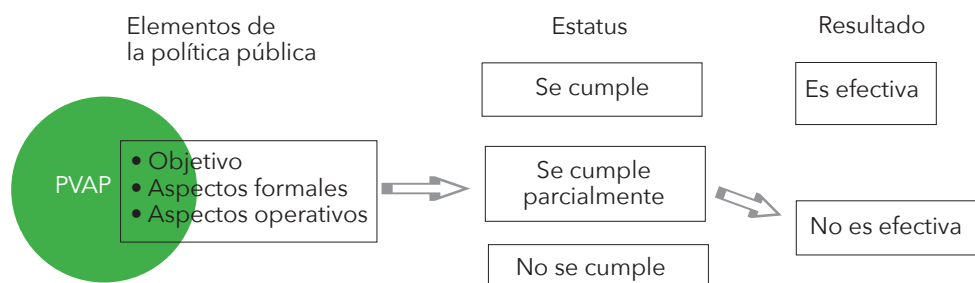 Elementos de
la política pública
Estatus
Resultado
Se cumple
Es efectiva
PVAP
• Objetivo
• Aspectos formales
• Aspectos operativos
Se cumple
parcialmente
No es efectiva
No se cumple